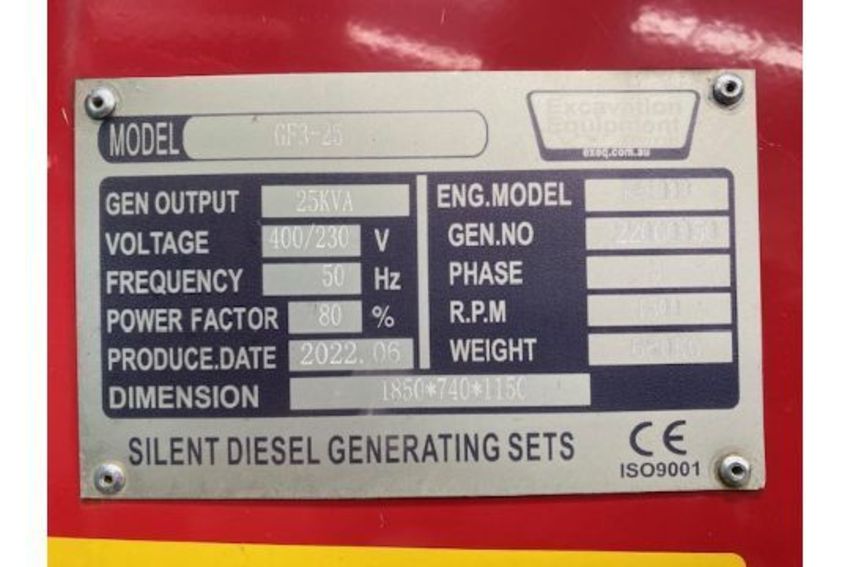 MODEL GF3-25
Excavation
Equipment
exeq.com.au
GEN OUTPUT 25KVA
VOLTAGE 400/230 V
FREQUENCY 50 Hz
POWER FACTOR 80 %
PRODUCE.DATE 2022.06
DIMENSION 1850*740*1150
ENG.MODEL
GEN.NO
PHASE
R.P.M
WEIGHT
SILENT DIESEL GENERATING SETS
CE
ISO9001